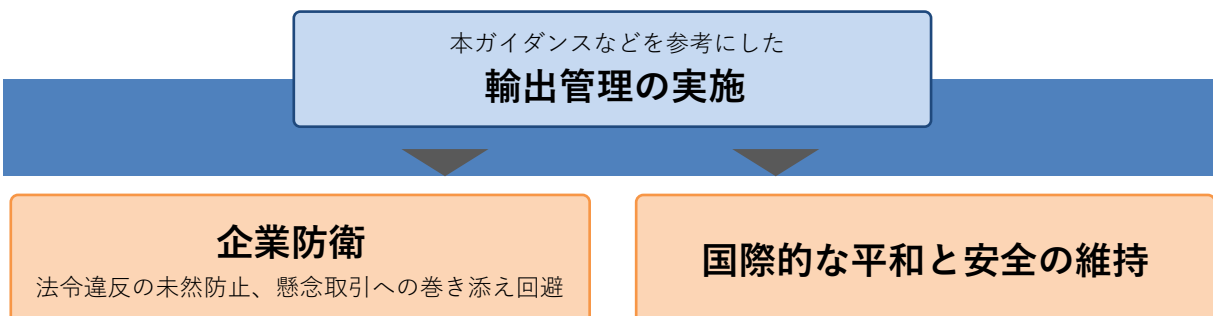 本ガイダンスなどを参考にした
輸出管理の実施
企業防衛
法令違反の未然防止、懸念取引への巻き添え回避
国際的な平和と安全の維持